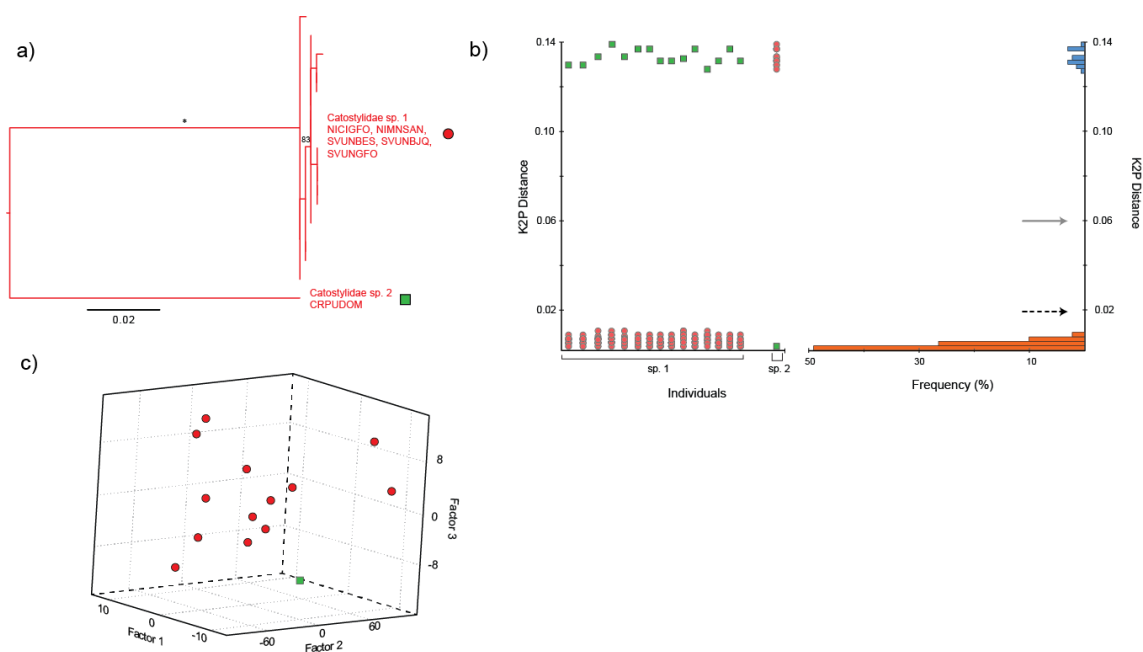 a)
*
83
Catostylidae sp. 1
NICIGFO, NIMNSAN,
SVUNBES, SVUNBJQ,
SVUNGFO
Catostylidae sp. 2
CRPUDOM
0.02
b)
0.14
0.10
0.06
0.02
K2P Distance
sp. 1
sp. 2
Individuals
0.14
0.10
0.06
0.02
K2P Distance
50
30
10
Frequency (%)
c)
8
0
-8
Factor 3
10
0
-10
Factor 1
-60
0
60
Factor 2